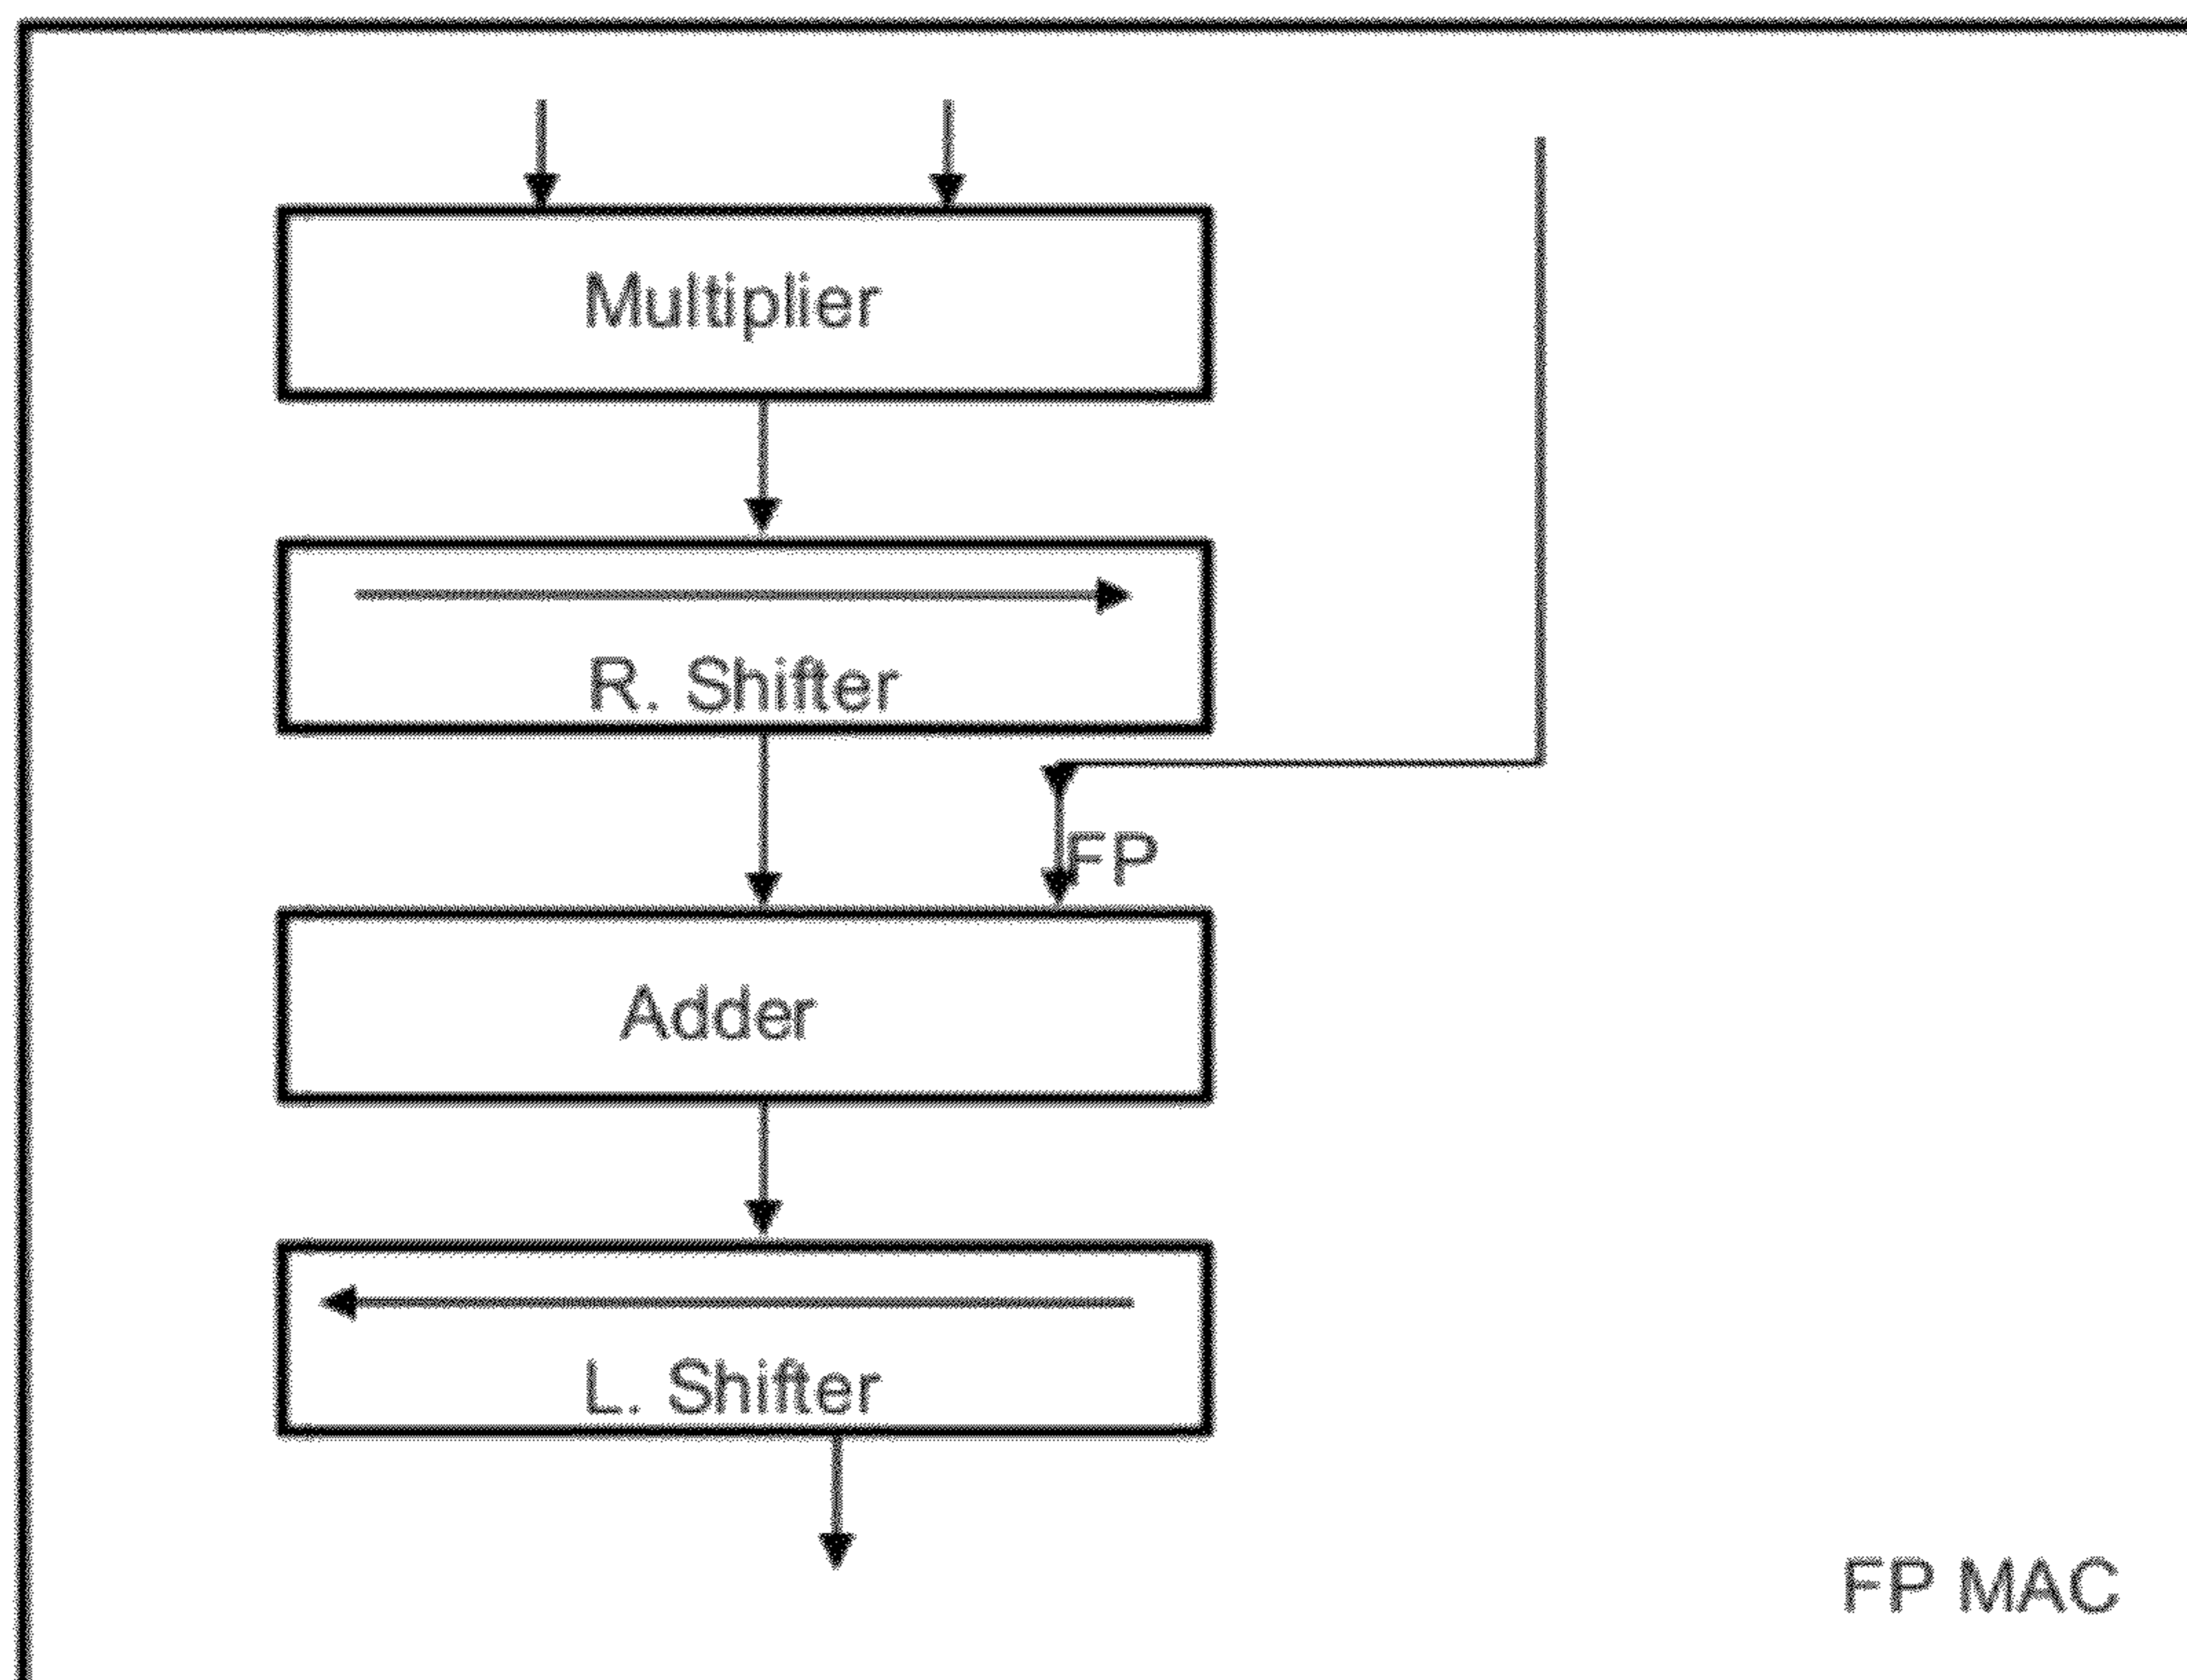 Multiplier
R. Shifter
FP
Adder
L. Shifter
FP MAC